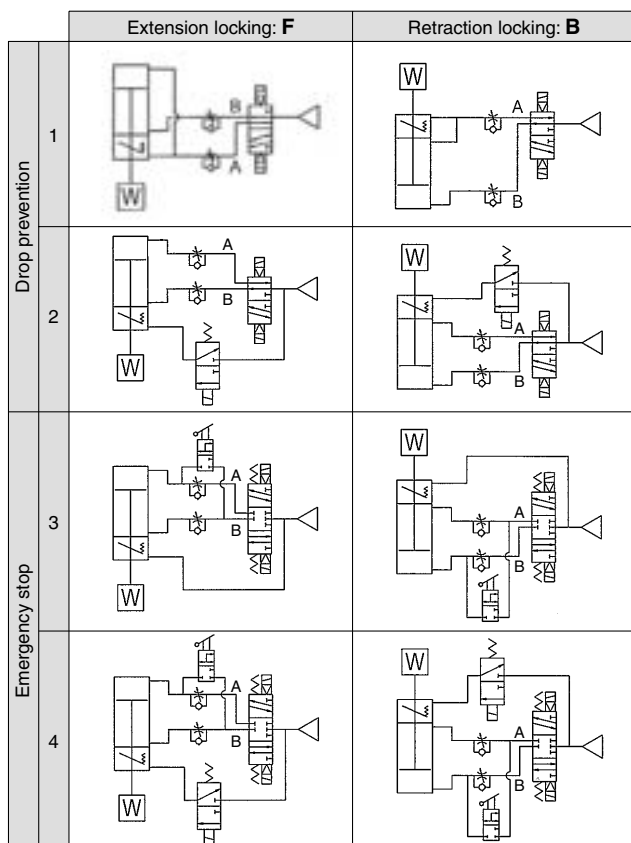 Extension locking: F
Retraction locking: B
Drop prevention
1
B
A
W
W
A
B
2
A
B
W
W
A
B
Emergency stop
3
A
B
W
W
A
B
4
A
B
W
W
A
B